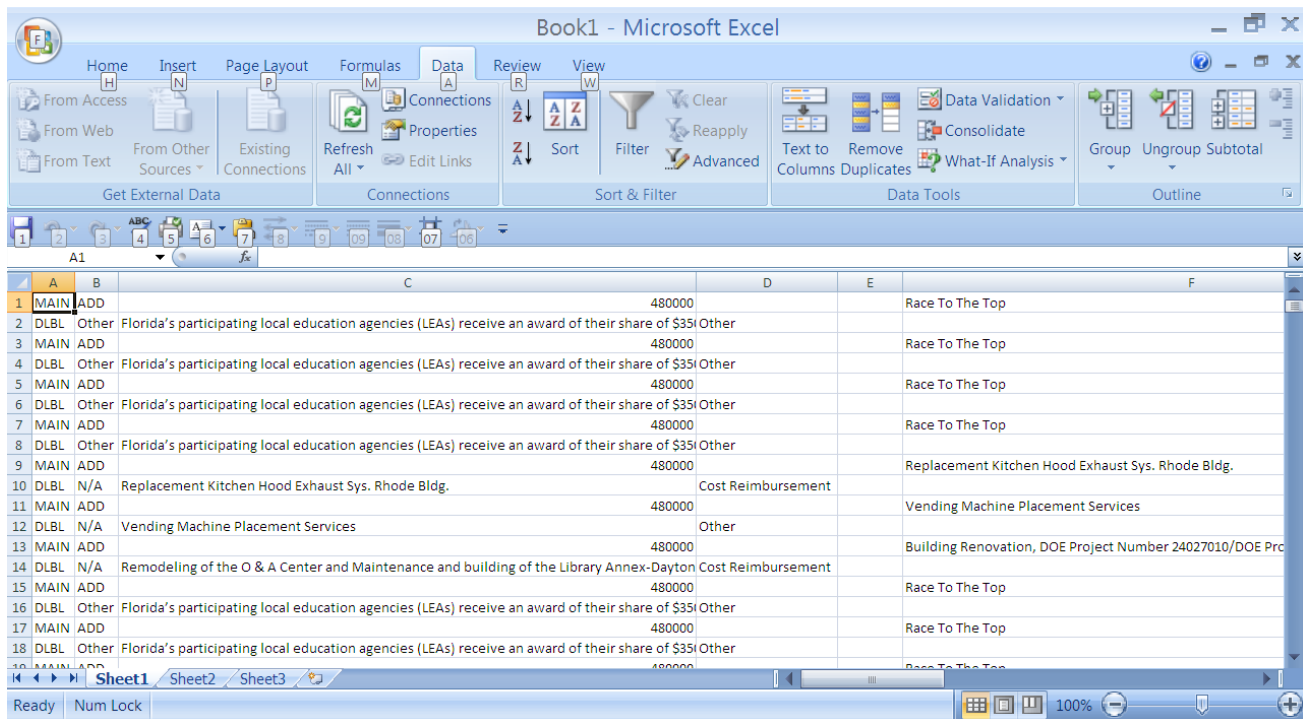 Book1 - Microsoft Excel
F
Home Insert Page Layout Formulas Data Review View
H N P M A R W
From Access
From Web
From Text
From Other Sources
Existing Connections
Get External Data
Refresh All
Connections
Properties
Edit Links
Connections
Sort
Filter
Clear
Reapply
Advanced
Sort & Filter
Text to Columns
Remove Duplicates
Data Validation
Consolidate
What-If Analysis
Data Tools
Group Ungroup Subtotal
Outline
1 2 3 4 5 6 7 8 9 09 08 07 06
A1 fx
A B C D E F
1 MAIN ADD 480000 Race To The Top
2 DLBL Other Florida's participating local education agencies (LEAs) receive an award of their share of $35 Other
3 MAIN ADD 480000 Race To The Top
4 DLBL Other Florida's participating local education agencies (LEAs) receive an award of their share of $35 Other
5 MAIN ADD 480000 Race To The Top
6 DLBL Other Florida's participating local education agencies (LEAs) receive an award of their share of $35 Other
7 MAIN ADD 480000 Race To The Top
8 DLBL Other Florida's participating local education agencies (LEAs) receive an award of their share of $35 Other
9 MAIN ADD 480000 Replacement Kitchen Hood Exhaust Sys. Rhode Bldg.
10 DLBL N/A Replacement Kitchen Hood Exhaust Sys. Rhode Bldg. Cost Reimbursement
11 MAIN ADD 480000 Vending Machine Placement Services
12 DLBL N/A Vending Machine Placement Services Other
13 MAIN ADD 480000 Building Renovation, DOE Project Number 24027010/DOE Prc
14 DLBL N/A Remodeling of the O & A Center and Maintenance and building of the Library Annex-Dayton Cost Reimbursement
15 MAIN ADD 480000 Race To The Top
16 DLBL Other Florida's participating local education agencies (LEAs) receive an award of their share of $35 Other
17 MAIN ADD 480000 Race To The Top
18 DLBL Other Florida's participating local education agencies (LEAs) receive an award of their share of $35 Other
19 MAIN ADD 480000 Race To The Top
Sheet1 Sheet2 Sheet3
Ready Num Lock 100%